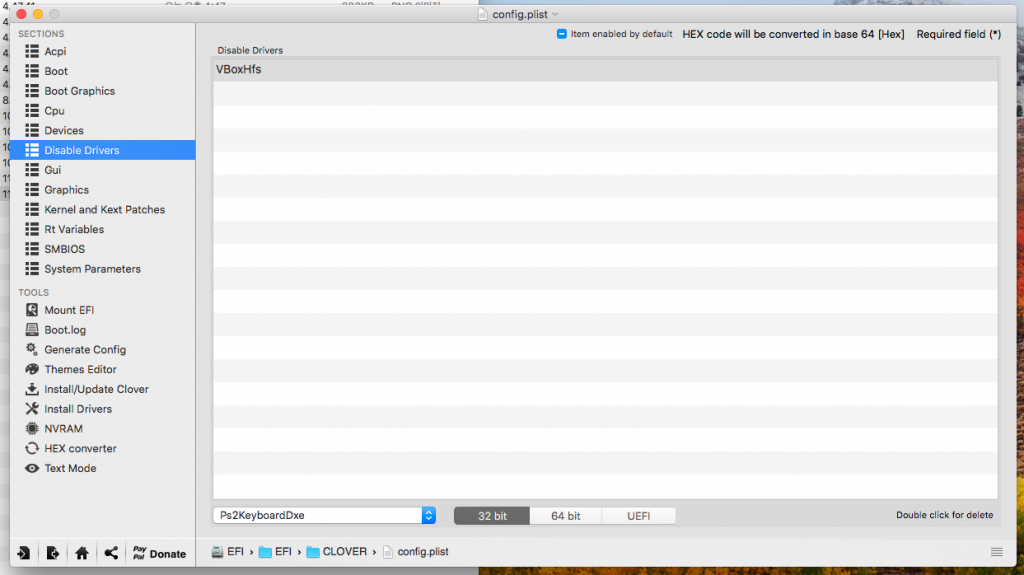 config.plist
SECTIONS
Acpi
Boot
Boot Graphics
Cpu
Devices
Disable Drivers
Gui
Graphics
Kernel and Kext Patches
Rt Variables
SMBIOS
System Parameters
TOOLS
Mount EFI
Boot.log
Generate Config
Themes Editor
Install/Update Clover
Install Drivers
NVRAM
HEX converter
Text Mode
PayPal Donate
Item enabled by default HEX code will be converted in base 64 [Hex] Required field (*)
Disable Drivers
VBoxHfs
Ps2KeyboardDxe 32 bit 64 bit UEFI Double click for delete
EFI › EFI › CLOVER › config.plist